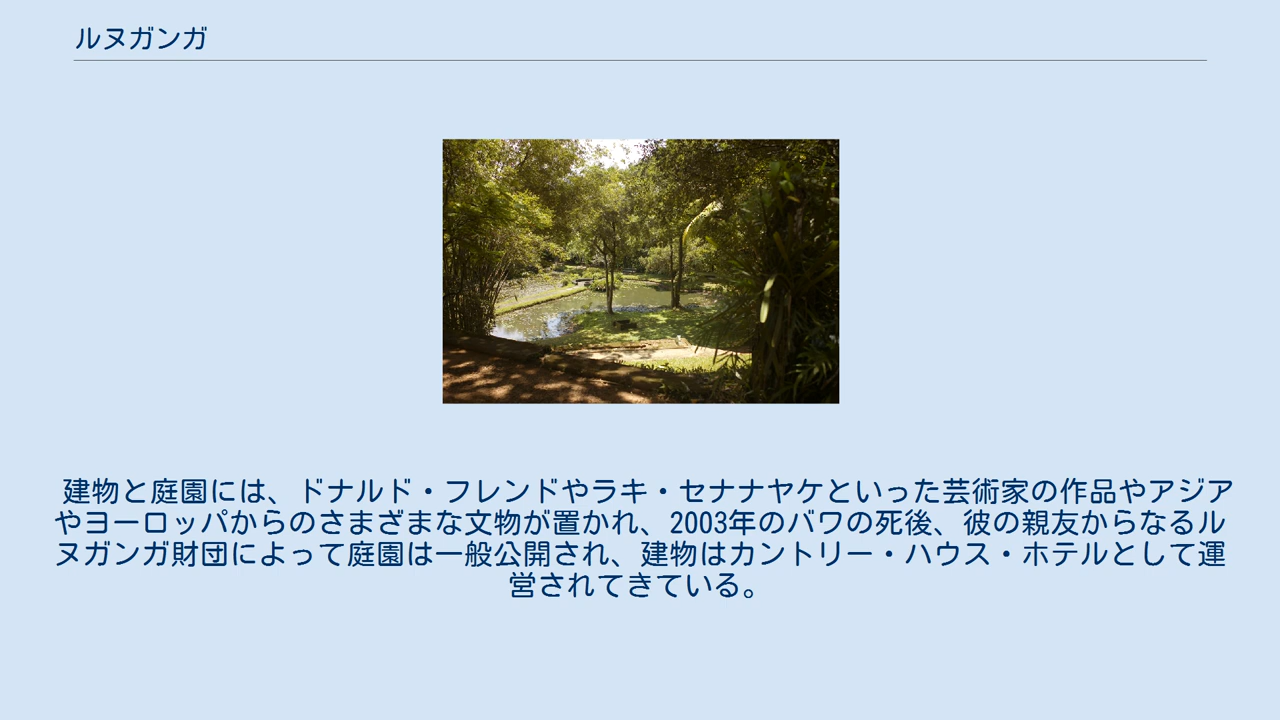 ルヌガンガ
建物と庭園には、ドナルド・フレンドやラキ・セナナヤケといった芸術家の作品やアジア
やヨーロッパからのさまざまな文物が置かれ、2003年のバワの死後、彼の親友からなるル
ヌガンガ財団によって庭園は一般公開され、建物はカントリー・ハウス・ホテルとして運
営されてきている。